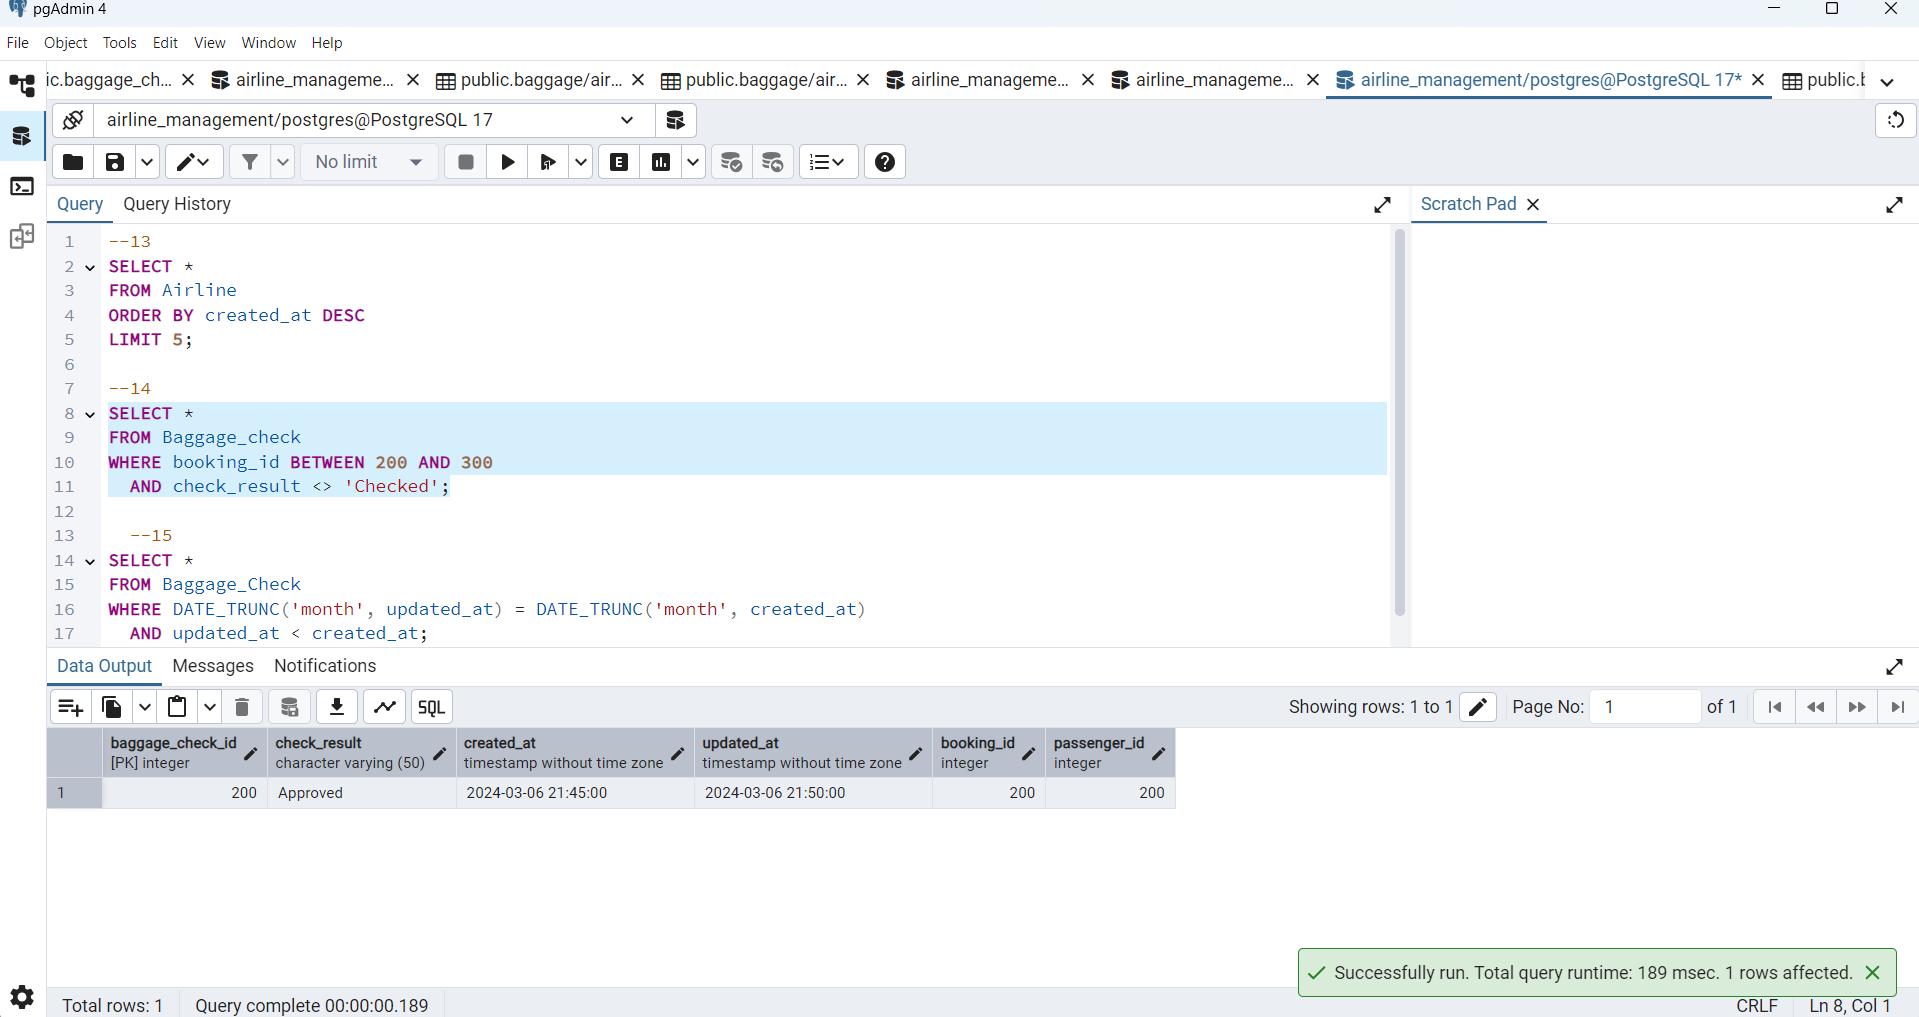 pgAdmin 4
File Object Tools Edit View Window Help
ic.baggage_ch... airline_manageme... public.baggage/air... public.baggage/air... airline_manageme... airline_manageme... airline_management/postgres@PostgreSQL 17* public.b
airline_management/postgres@PostgreSQL 17
No limit
E
Query Query History
Scratch Pad
1 --13
2 SELECT *
3 FROM Airline
4 ORDER BY created_at DESC
5 LIMIT 5;
6
7 --14
8 SELECT *
9 FROM Baggage_check
10 WHERE booking_id BETWEEN 200 AND 300
11 AND check_result <> 'Checked';
12
13 --15
14 SELECT *
15 FROM Baggage_Check
16 WHERE DATE_TRUNC('month', updated_at) = DATE_TRUNC('month', created_at)
17 AND updated_at < created_at;
Data Output Messages Notifications
SQL Showing rows: 1 to 1 Page No: 1 of 1
baggage_check_id check_result created_at updated_at booking_id passenger_id
[PK] integer character varying (50) timestamp without time zone timestamp without time zone integer integer
1 200 Approved 2024-03-06 21:45:00 2024-03-06 21:50:00 200 200
Successfully run. Total query runtime: 189 msec. 1 rows affected.
Total rows: 1 Query complete 00:00:00.189 CRLF Ln 8, Col 1